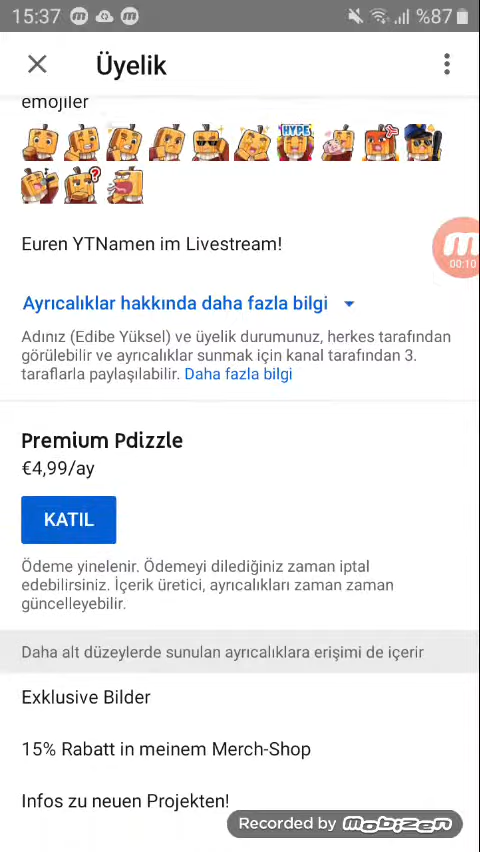 15:37
%87
Üyelik
emojiler
HYPE
Euren YTNamen im Livestream!
00:10
Ayrıcalıklar hakkında daha fazla bilgi
Adınız (Edibe Yüksel) ve üyelik durumunuz, herkes tarafından
görülebilir ve ayrıcalıklar sunmak için kanal tarafından 3.
taraflarla paylaşılabilir. Daha fazla bilgi
Premium Pdizzle
€4,99/ay
KATIL
Ödeme yinelenir. Ödemeyi dilediğiniz zaman iptal
edebilirsiniz. İçerik üretici, ayrıcalıkları zaman zaman
güncelleyebilir.
Daha alt düzeylerde sunulan ayrıcalıklara erişimi de içerir
Exklusive Bilder
15% Rabatt in meinem Merch-Shop
Infos zu neuen Projekten!
Recorded by mobizen